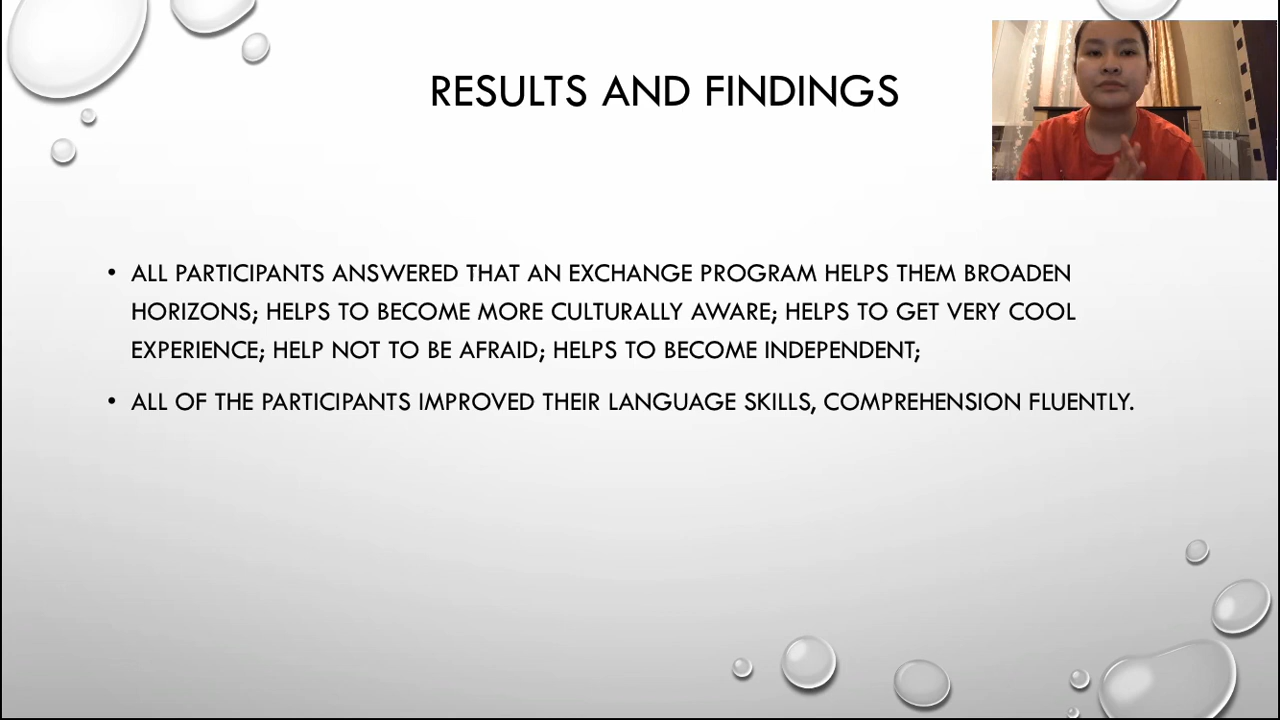 RESULTS AND FINDINGS
• ALL PARTICIPANTS ANSWERED THAT AN EXCHANGE PROGRAM HELPS THEM BROADEN
HORIZONS; HELPS TO BECOME MORE CULTURALLY AWARE; HELPS TO GET VERY COOL
EXPERIENCE; HELP NOT TO BE AFRAID; HELPS TO BECOME INDEPENDENT;
• ALL OF THE PARTICIPANTS IMPROVED THEIR LANGUAGE SKILLS, COMPREHENSION FLUENTLY.